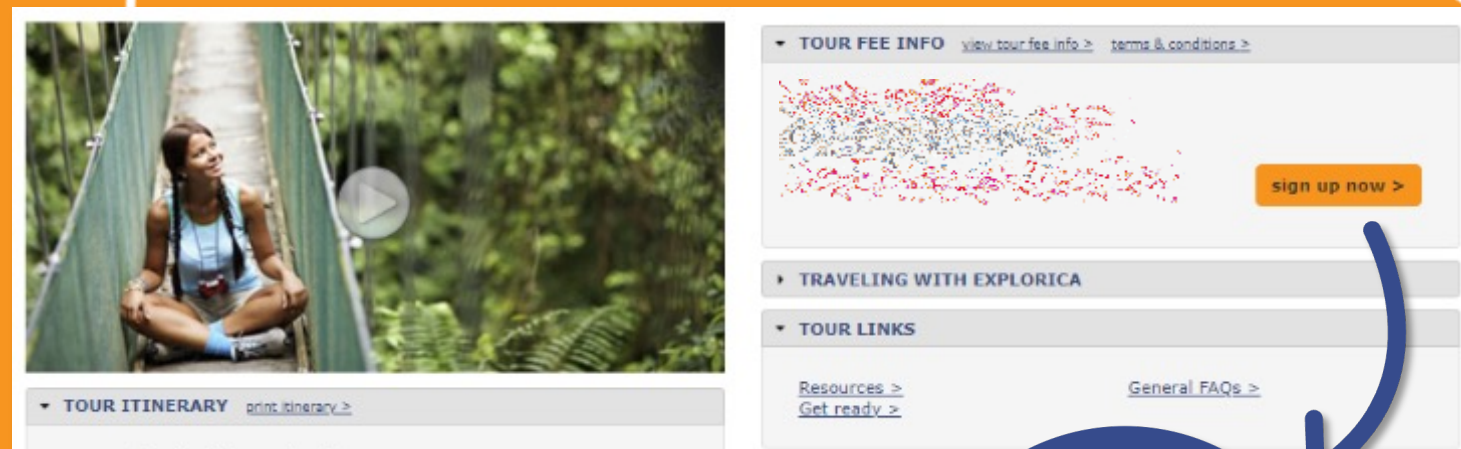 TOUR FEE INFO view tour fee info > terms & conditions >
sign up now >
TRAVELING WITH EXPLORICA
TOUR LINKS
Resources > General FAQs >
Get ready >
TOUR ITINERARY print itinerary >